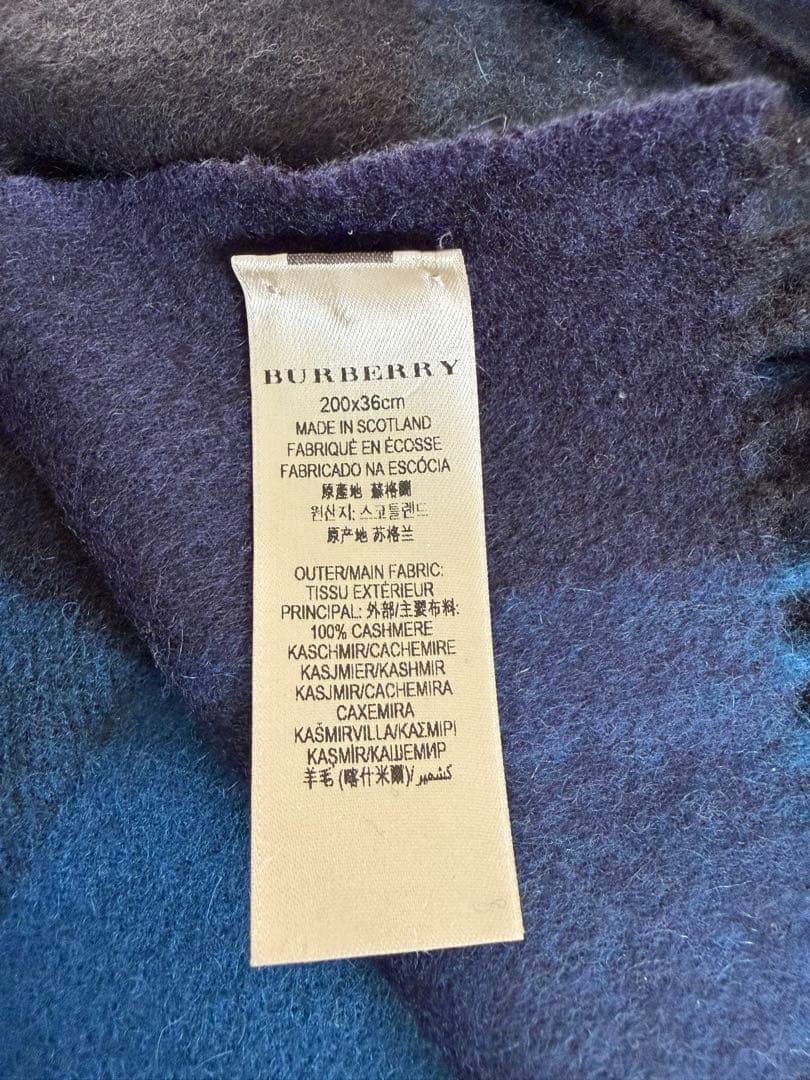 BURBERRY
200x36cm
MADE IN SCOTLAND
FABRIQUÉ EN ÉCOSSE
FABRICADO NA ESCÓCIA
原產地 蘇格蘭
원산지: 스코틀랜드
原产地 苏格兰
OUTER/MAIN FABRIC:
TISSU EXTÉRIEUR
PRINCIPAL: 外部/主要布料:
100% CASHMERE
KASCHMIR/CACHEMIRE
KASJMIER/KASHMIR
KASJMIR/CACHEMIRA
CAXEMIRA
KAŠMIRVILLA/ΚΑΣΜΙΡΙ
KAŞMİR/КАШЕМИР
羊毛 (喀什米爾)/كشمير